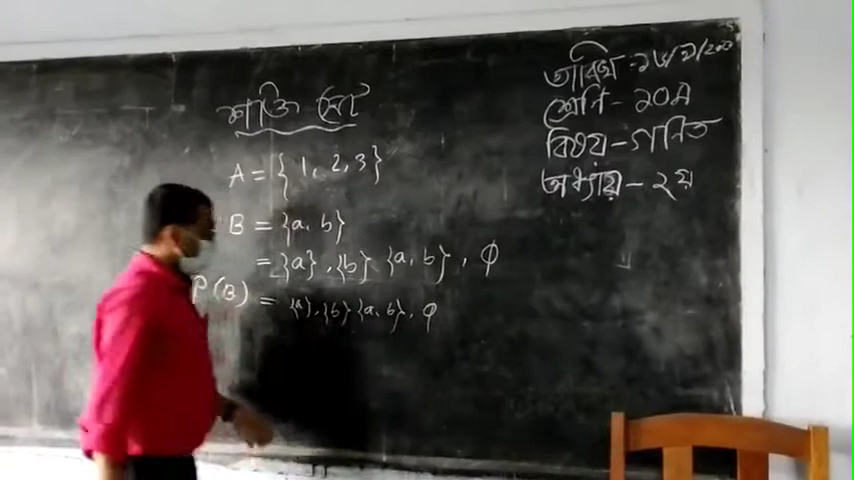 শক্তি সেট
A = { 1, 2, 3}
B = {a, b}
= {a}, {b} {a, b}, φ
P(B) = {a}, {b} {a, b}, φ
তারিখ -
শ্রেণি - ১০ম
বিষয় - গণিত
অধ্যায় - ২য়